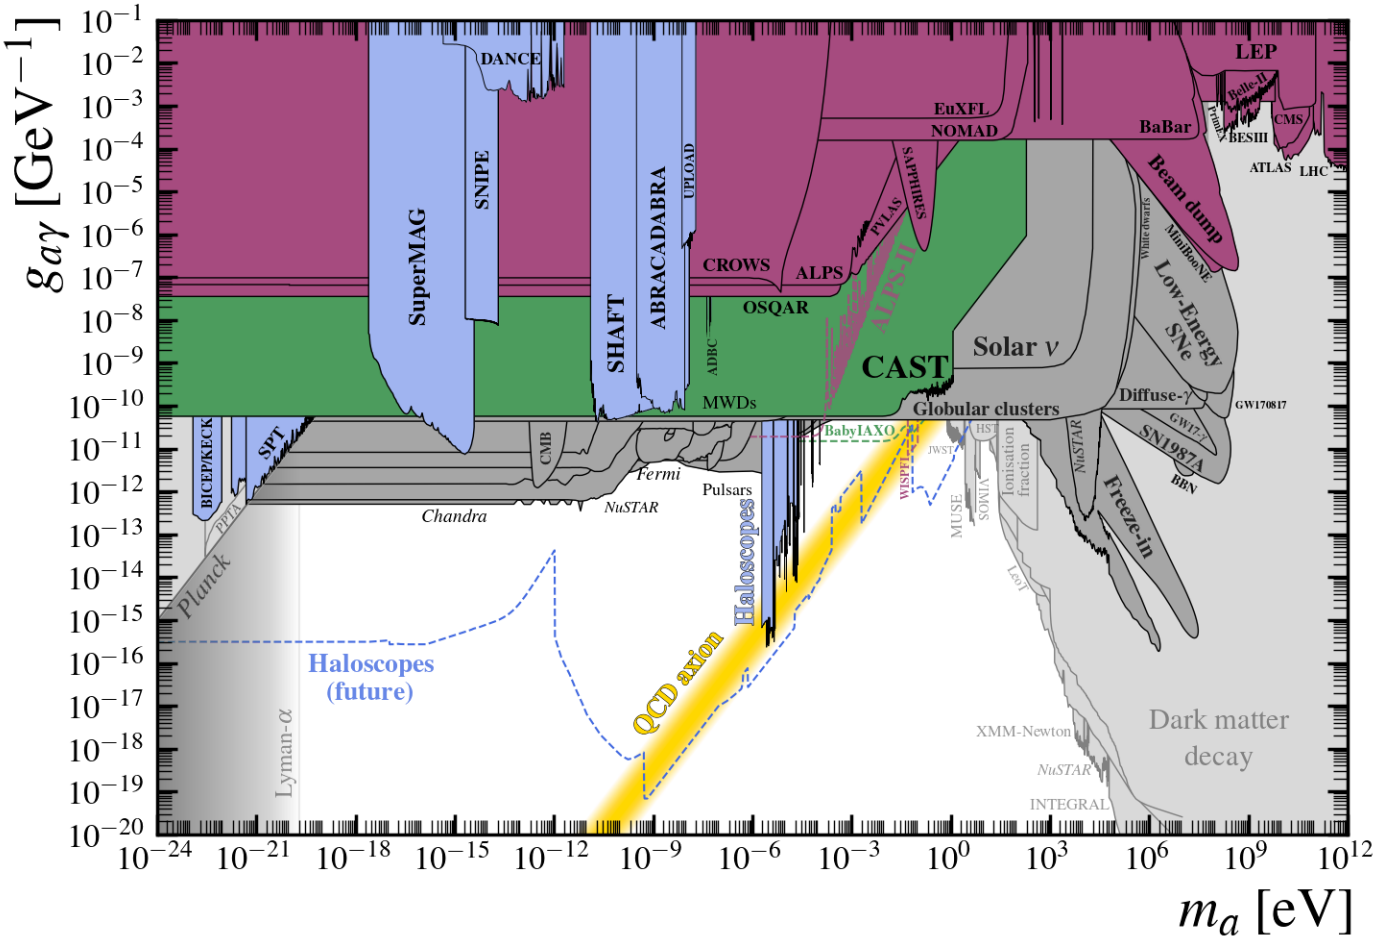 g_{aγ} [GeV^{−1}]
10^{−1}
10^{−2}
10^{−3}
10^{−4}
10^{−5}
10^{−6}
10^{−7}
10^{−8}
10^{−9}
10^{−10}
10^{−11}
10^{−12}
10^{−13}
10^{−14}
10^{−15}
10^{−16}
10^{−17}
10^{−18}
10^{−19}
10^{−20}
DANCE
LEP
Belle-II
PrimEx
BESIII
CMS
ATLAS
LHC
EuXFL
NOMAD
BaBar
SuperMAG
SNIPE
SHAFT
ABRACADABRA
UPLOAD
SAPPHIRES
PVLAS
Beam dump
White dwarfs
MiniBooNE
CROWS
ALPS
OSQAR
ALPS-II
ADBC
CAST
Solar ν
Low-Energy
SNe
MWDs
Globular clusters
Diffuse-γ
GW170817
GW17-γ
SN1987A
BBN
BICEP/KECK
SPT
PPTA
Planck
CMB
Fermi
Chandra
NuSTAR
Pulsars
BabyIAXO
WISPFI
JWST
HST
MUSE
VIMOS
Ionisation
fraction
NuSTAR
Freeze-in
LeoT
Haloscopes
Haloscopes
(future)
QCD axion
Lyman-α
XMM-Newton
NuSTAR
INTEGRAL
Dark matter
decay
10^{−24}
10^{−21}
10^{−18}
10^{−15}
10^{−12}
10^{−9}
10^{−6}
10^{−3}
10^{0}
10^{3}
10^{6}
10^{9}
10^{12}
m_a [eV]